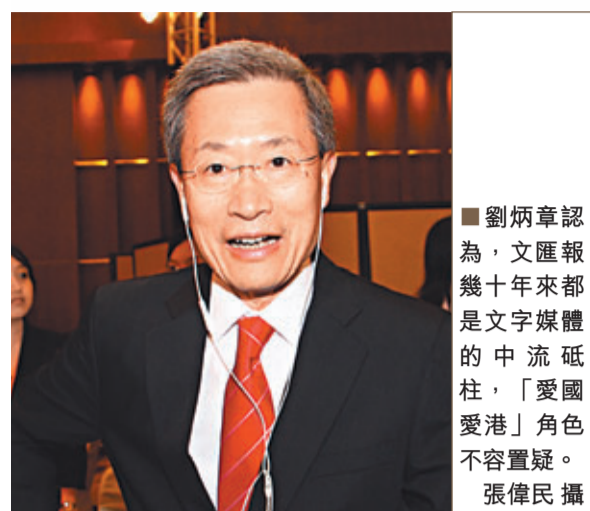 ■劉炳章認
為，文匯報
幾十年來都
是文字媒體
的中流砥
柱，「愛國
愛港」角色
不容置疑。
張偉民 攝